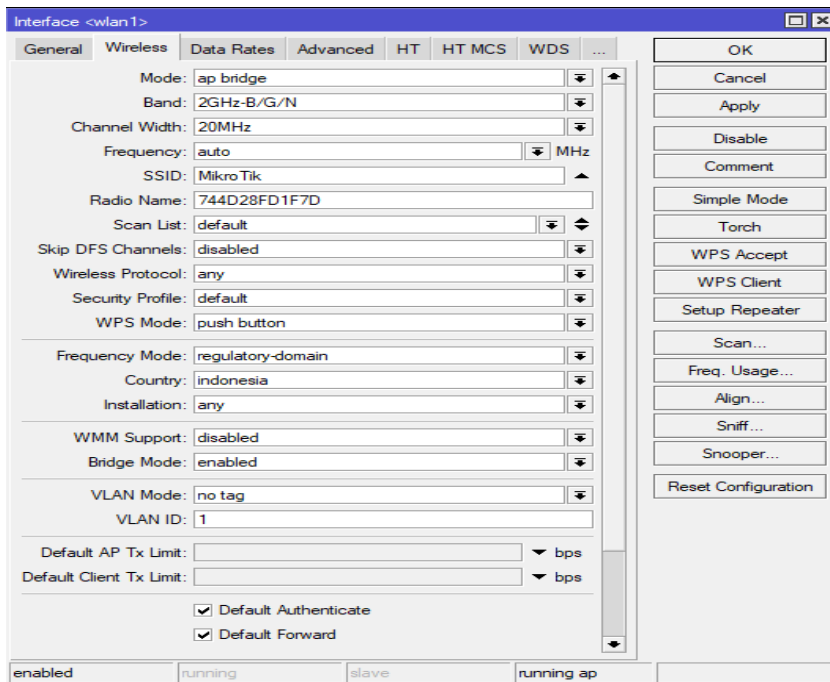 Interface <wlan1>
General Wireless Data Rates Advanced HT HT MCS WDS ...
Mode: ap bridge
Band: 2GHz-B/G/N
Channel Width: 20MHz
Frequency: auto MHz
SSID: MikroTik
Radio Name: 744D28FD1F7D
Scan List: default
Skip DFS Channels: disabled
Wireless Protocol: any
Security Profile: default
WPS Mode: push button
Frequency Mode: regulatory-domain
Country: indonesia
Installation: any
WMM Support: disabled
Bridge Mode: enabled
VLAN Mode: no tag
VLAN ID: 1
Default AP Tx Limit: bps
Default Client Tx Limit: bps
Default Authenticate
Default Forward
OK
Cancel
Apply
Disable
Comment
Simple Mode
Torch
WPS Accept
WPS Client
Setup Repeater
Scan...
Freq. Usage...
Align...
Sniff...
Snooper...
Reset Configuration
enabled running slave running ap